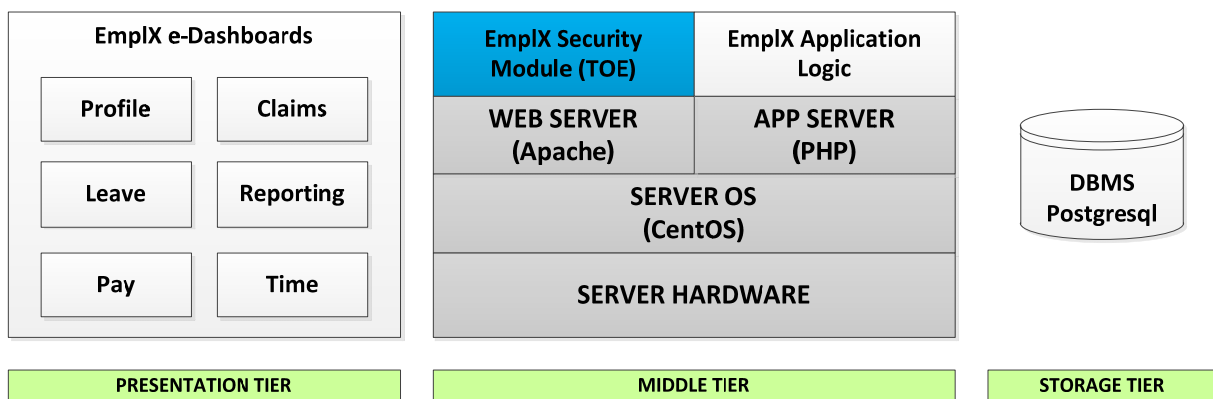 EmplX e-Dashboards
Profile
Claims
Leave
Reporting
Pay
Time
EmplX Security
Module (TOE)
EmplX Application
Logic
WEB SERVER
(Apache)
APP SERVER
(PHP)
SERVER OS
(CentOS)
SERVER HARDWARE
DBMS
Postgresql
PRESENTATION TIER
MIDDLE TIER
STORAGE TIER